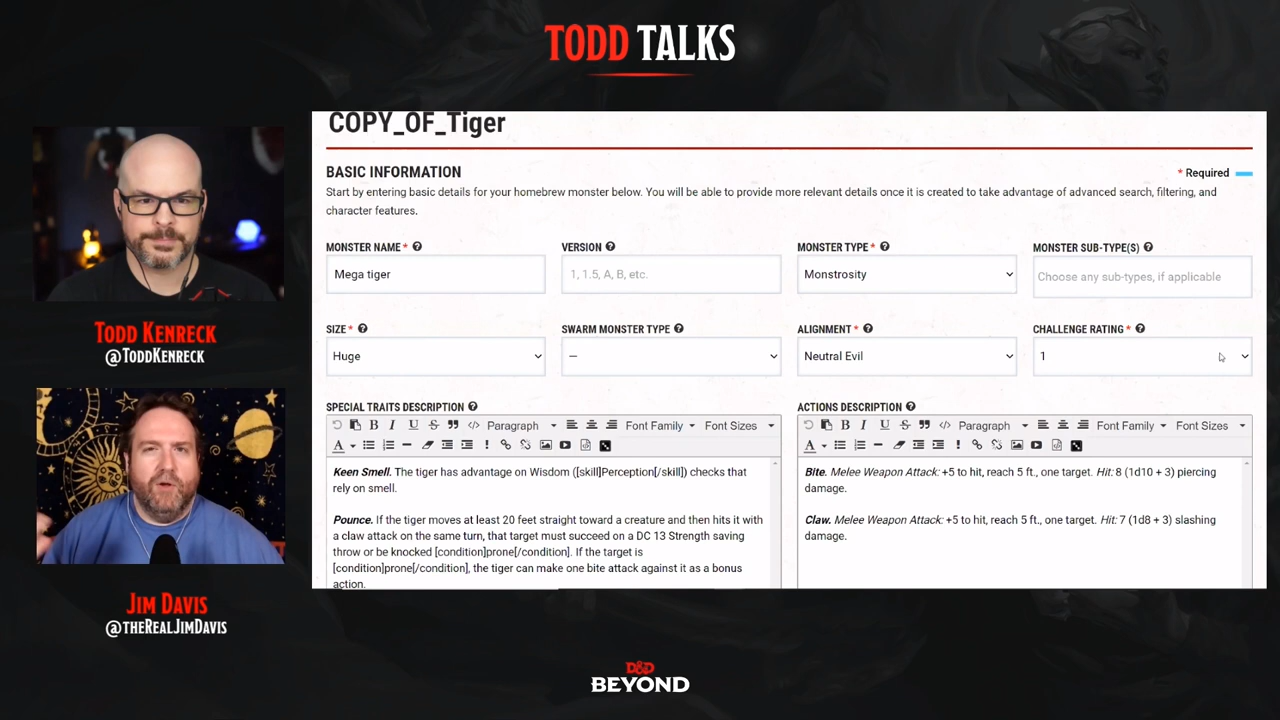 TODD TALKS
COPY_OF_Tiger
BASIC INFORMATION
* Required
Start by entering basic details for your homebrew monster below. You will be able to provide more relevant details once it is created to take advantage of advanced search, filtering, and
character features.
MONSTER NAME *
VERSION
MONSTER TYPE *
MONSTER SUB-TYPE(S)
Mega tiger
1, 1.5, A, B, etc.
Monstrosity
Choose any sub-types, if applicable
SIZE *
SWARM MONSTER TYPE
ALIGNMENT *
CHALLENGE RATING *
Huge
—
Neutral Evil
1
SPECIAL TRAITS DESCRIPTION
Paragraph
Font Family
Font Sizes
Keen Smell. The tiger has advantage on Wisdom ([skill]Perception[/skill]) checks that
rely on smell.
Pounce. If the tiger moves at least 20 feet straight toward a creature and then hits it with
a claw attack on the same turn, that target must succeed on a DC 13 Strength saving
throw or be knocked [condition]prone[/condition]. If the target is
[condition]prone[/condition], the tiger can make one bite attack against it as a bonus
action.
ACTIONS DESCRIPTION
Paragraph
Font Family
Font Sizes
Bite. Melee Weapon Attack: +5 to hit, reach 5 ft., one target. Hit: 8 (1d10 + 3) piercing
damage.
Claw. Melee Weapon Attack: +5 to hit, reach 5 ft., one target. Hit: 7 (1d8 + 3) slashing
damage.
TODD KENRECK
@TODDKENRECK
JIM DAVIS
@THEREALJIMDAVIS
D&D
BEYOND